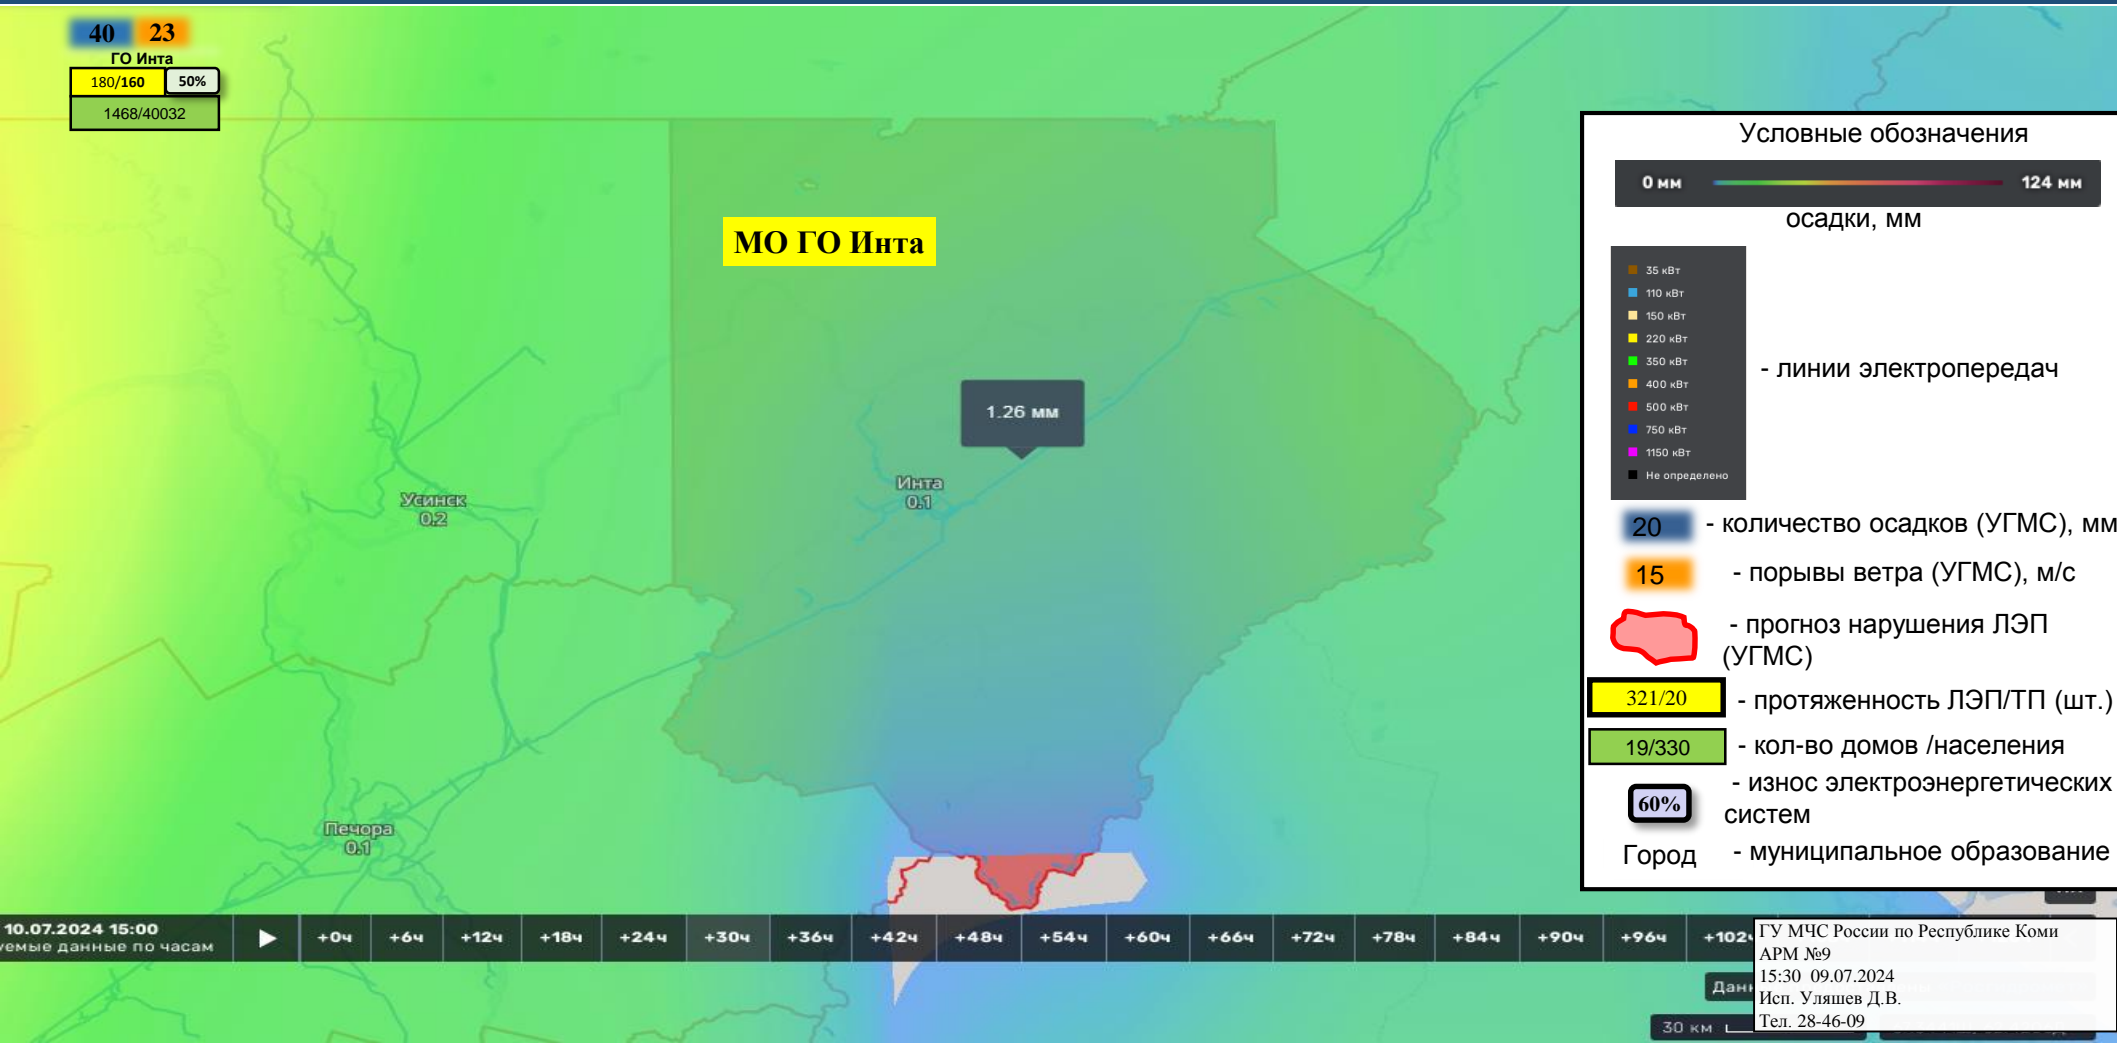 40 23
ГО Инта
180/160 50%
1468/40032
МО ГО Инта
1.26 мм
Инта
0.1
Усинск
0.2
Печора
0.1
Условные обозначения
0 мм 124 мм
осадки, мм
35 кВт
110 кВт
150 кВт
220 кВт
350 кВт
400 кВт
500 кВт
750 кВт
1150 кВт
Не определено
- линии электропередач
20 - количество осадков (УГМС), мм
15 - порывы ветра (УГМС), м/с
- прогноз нарушения ЛЭП
(УГМС)
321/20 - протяженность ЛЭП/ТП (шт.)
19/330 - кол-во домов /населения
- износ электроэнергетических
60%
систем
Город - муниципальное образование
10.07.2024 15:00
уемые данные по часам
+0ч +6ч +12ч +18ч +24ч +30ч +36ч +42ч +48ч +54ч +60ч +66ч +72ч +78ч +84ч +90ч +96ч +102ч
ГУ МЧС России по Республике Коми
АРМ №9
15:30 09.07.2024
Исп. Уляшев Д.В.
Тел. 28-46-09
Данн
30 км